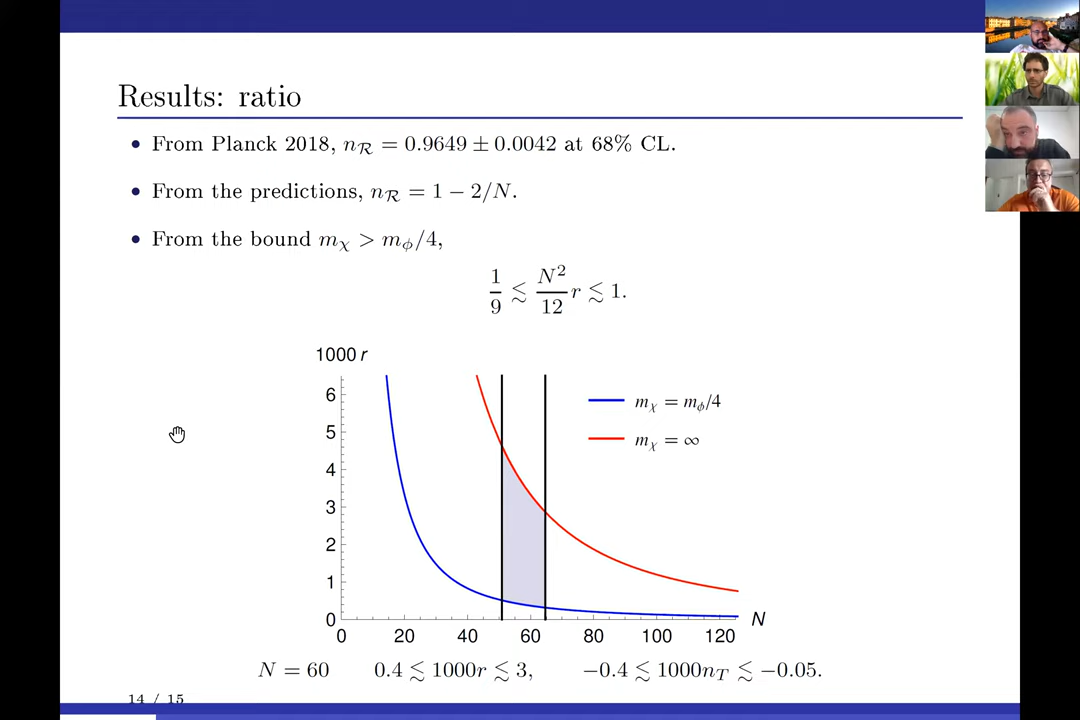 Results: ratio
• From Planck 2018, n_ℛ = 0.9649 ± 0.0042 at 68% CL.
• From the predictions, n_ℛ = 1 − 2/N.
• From the bound m_χ > m_ϕ/4,
1/9 ≲ N²/12 r ≲ 1.
1000 r
6
5
4
3
2
1
0
m_χ = m_ϕ/4
m_χ = ∞
0 20 40 60 80 100 120 N
N = 60 0.4 ≲ 1000r ≲ 3, −0.4 ≲ 1000n_T ≲ −0.05.
14 / 15